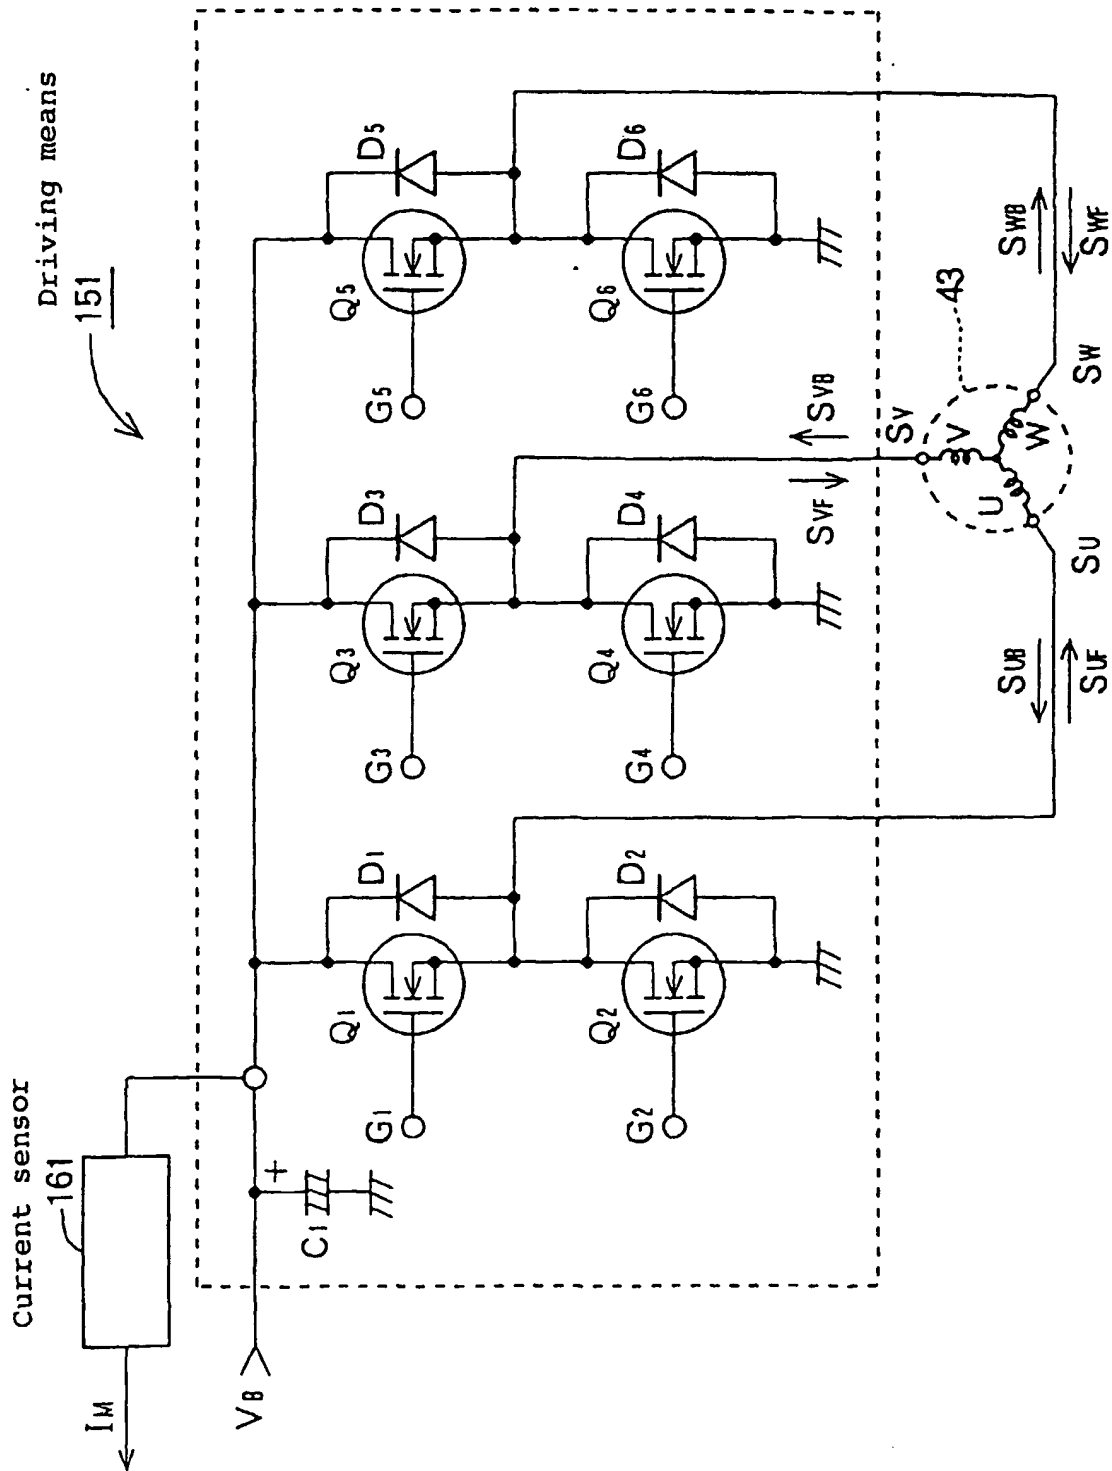 Current sensor
161
IM
VB
C1
+
Driving means
151
G1
Q1
D1
G3
Q3
D3
G5
Q5
D5
G2
Q2
D2
G4
Q4
D4
G6
Q6
D6
SVF
SVB
SUB
SUF
SU
SV
U
V
W
43
SW
SWB
SWF